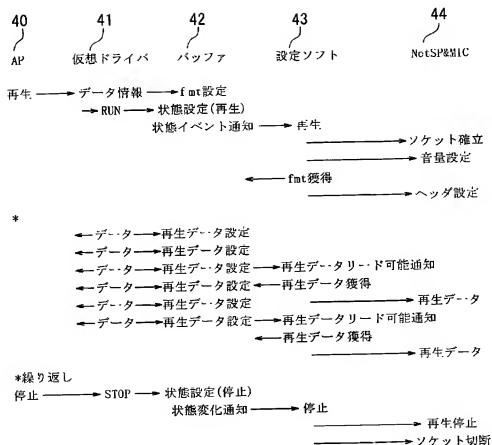 40 41 42 43 44
AP 仮想ドライバ バッファ 設定ソフト NetSP&MIC
再生 データ情報 fmt設定
RUN 状態設定(再生)
状態イベント通知 再生
ソケット確立
音量設定
fmt獲得
ヘッダ設定
*
データ 再生データ設定
データ 再生データ設定
データ 再生データ設定 再生データリード可能通知
データ 再生データ設定 再生データ獲得
データ 再生データ設定 再生データ
データ 再生データ設定 再生データリード可能通知
再生データ獲得
再生データ
*繰り返し
停止 STOP 状態設定(停止)
状態変化通知 停止
再生停止
ソケット切断